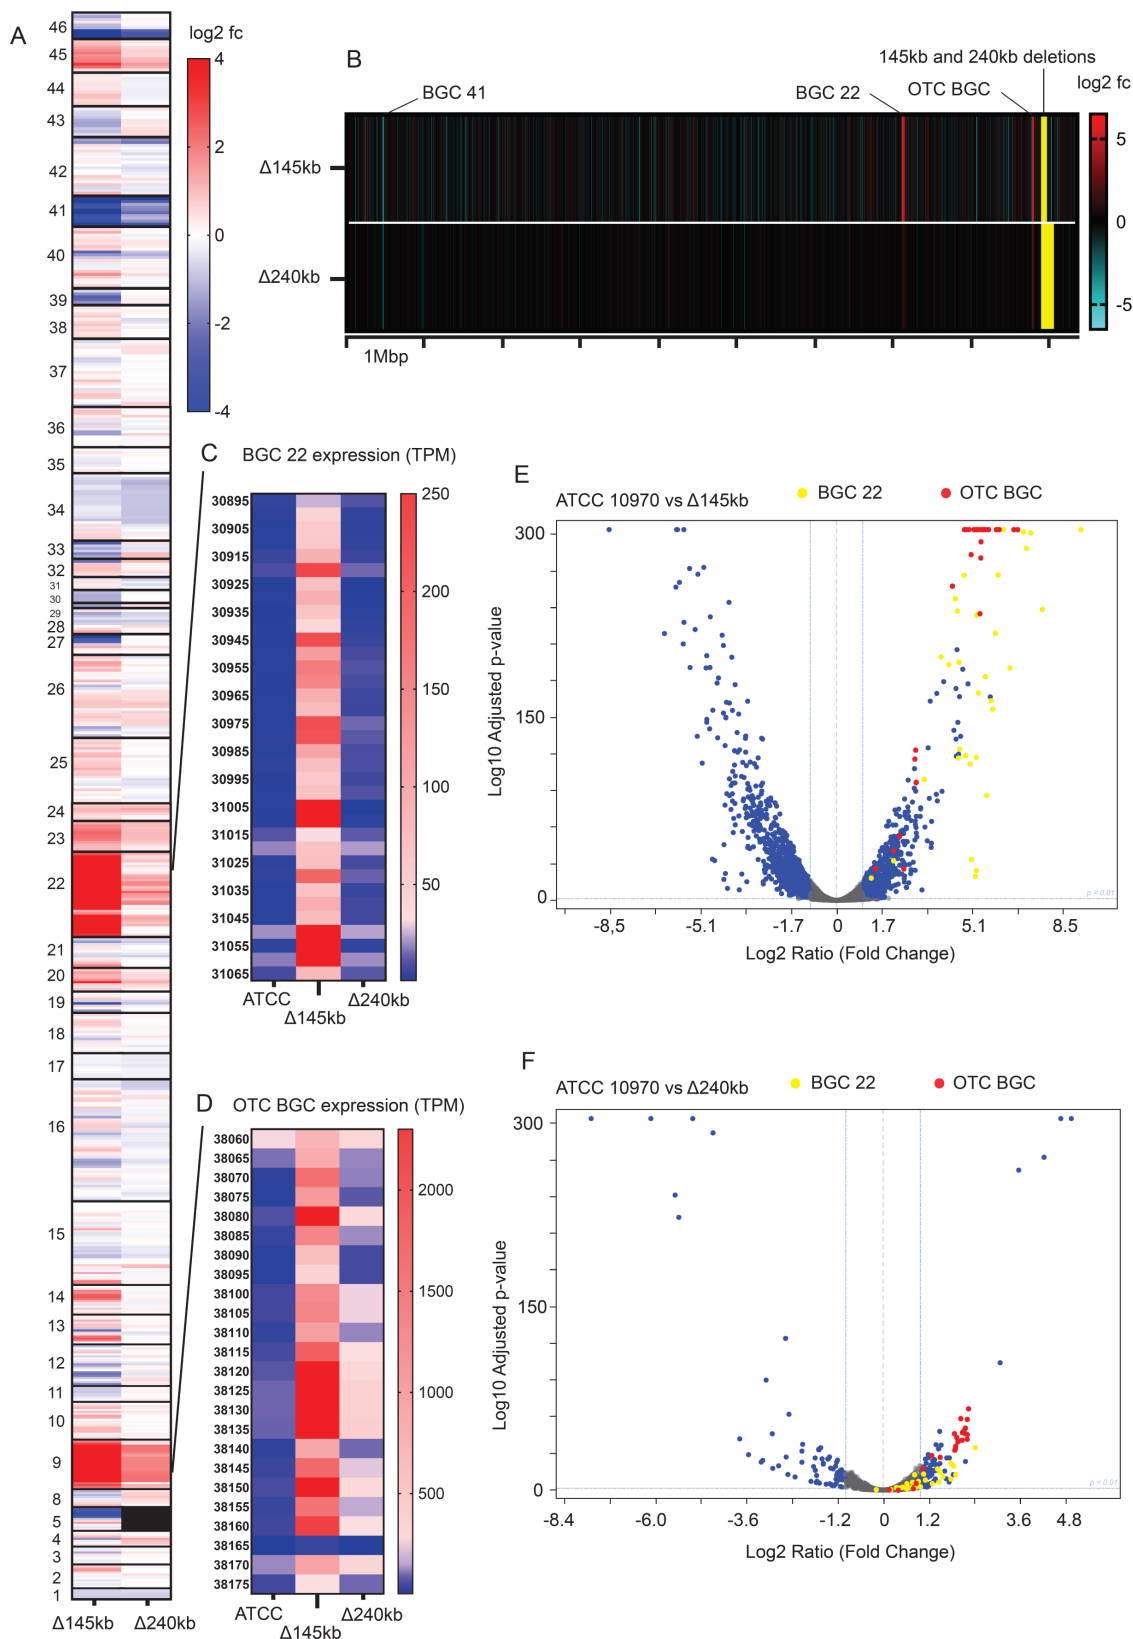 A
log2 fc
4
2
0
-2
-4
46
45
44
43
42
41
40
39
38
37
36
35
34
33
32
31
30
29
28
27
26
25
24
23
22
21
20
19
18
17
16
15
14
13
12
11
10
9
8
5
4
3
2
1
Δ145kb Δ240kb
B
145kb and 240kb deletions
BGC 41
BGC 22
OTC BGC
log2 fc
5
0
-5
Δ145kb
Δ240kb
1Mbp
C
BGC 22 expression (TPM)
30895
30905
30915
30925
30935
30945
30955
30965
30975
30985
30995
31005
31015
31025
31035
31045
31055
31065
250
200
150
100
50
ATCC
Δ145kb
Δ240kb
D
OTC BGC expression (TPM)
38060
38065
38070
38075
38080
38085
38090
38095
38100
38105
38110
38115
38120
38125
38130
38135
38140
38145
38150
38155
38160
38165
38170
38175
2000
1500
1000
500
ATCC
Δ145kb
Δ240kb
E
ATCC 10970 vs Δ145kb
BGC 22
OTC BGC
Log10 Adjusted p-value
300
150
0
p = 0.01
-8,5 -5.1 -1.7 0 1.7 5.1 8.5
Log2 Ratio (Fold Change)
F
ATCC 10970 vs Δ240kb
BGC 22
OTC BGC
Log10 Adjusted p-value
300
150
0
p = 0.01
-8.4 -6.0 -3.6 -1.2 0 1.2 3.6 4.8
Log2 Ratio (Fold Change)